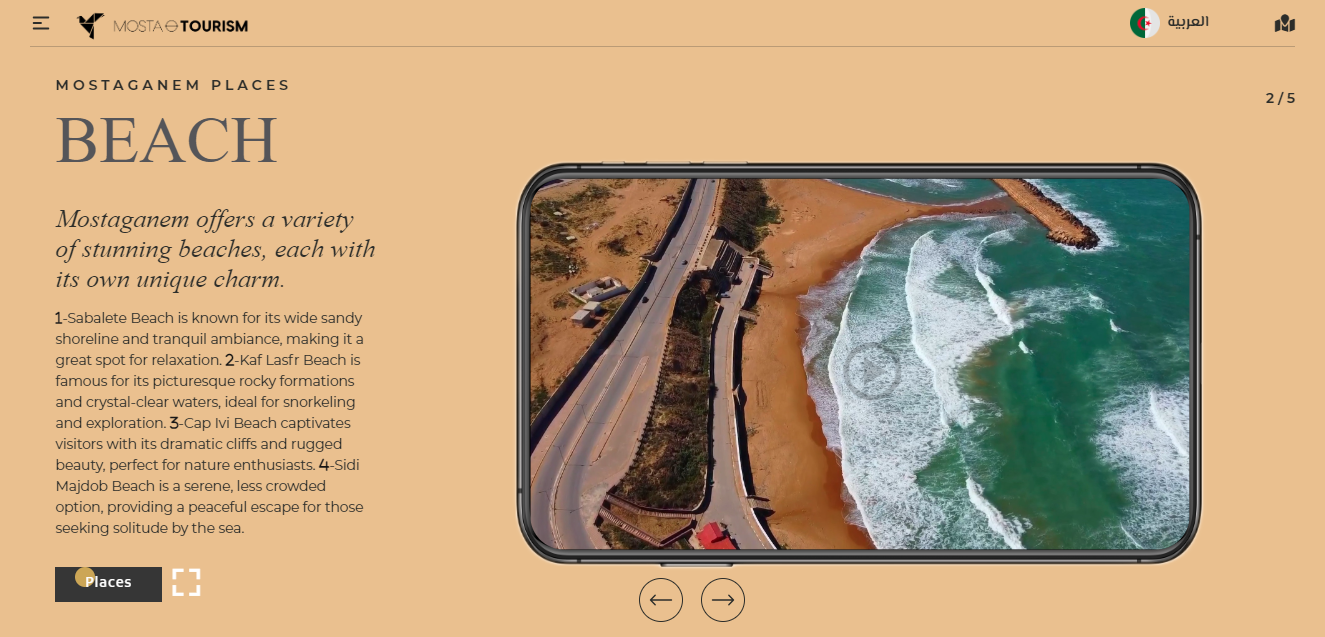 MOSTA TOURISM
العربية
MOSTAGANEM PLACES
2 / 5
BEACH
Mostaganem offers a variety
of stunning beaches, each with
its own unique charm.
1-Sabalete Beach is known for its wide sandy
shoreline and tranquil ambiance, making it a
great spot for relaxation. 2-Kaf Lasfr Beach is
famous for its picturesque rocky formations
and crystal-clear waters, ideal for snorkeling
and exploration. 3-Cap Ivi Beach captivates
visitors with its dramatic cliffs and rugged
beauty, perfect for nature enthusiasts. 4-Sidi
Majdob Beach is a serene, less crowded
option, providing a peaceful escape for those
seeking solitude by the sea.
Places